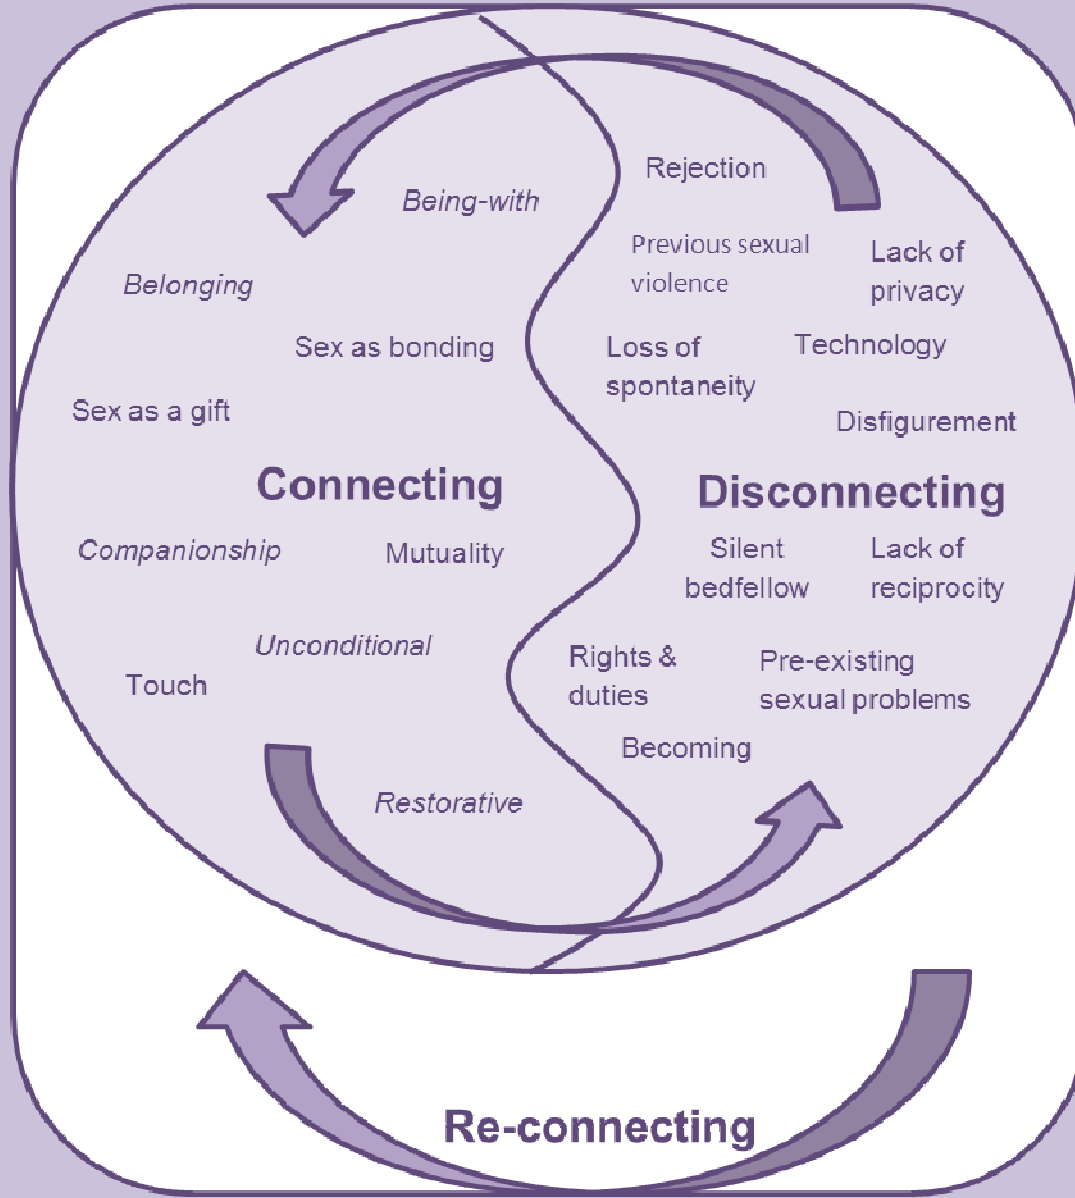 Being-with
Belonging
Sex as bonding
Sex as a gift
Connecting
Companionship
Mutuality
Unconditional
Touch
Restorative
Rejection
Previous sexual
violence
Lack of
privacy
Loss of
spontaneity
Technology
Disfigurement
Disconnecting
Silent
bedfellow
Lack of
reciprocity
Rights &
duties
Pre-existing
sexual problems
Becoming
Re-connecting